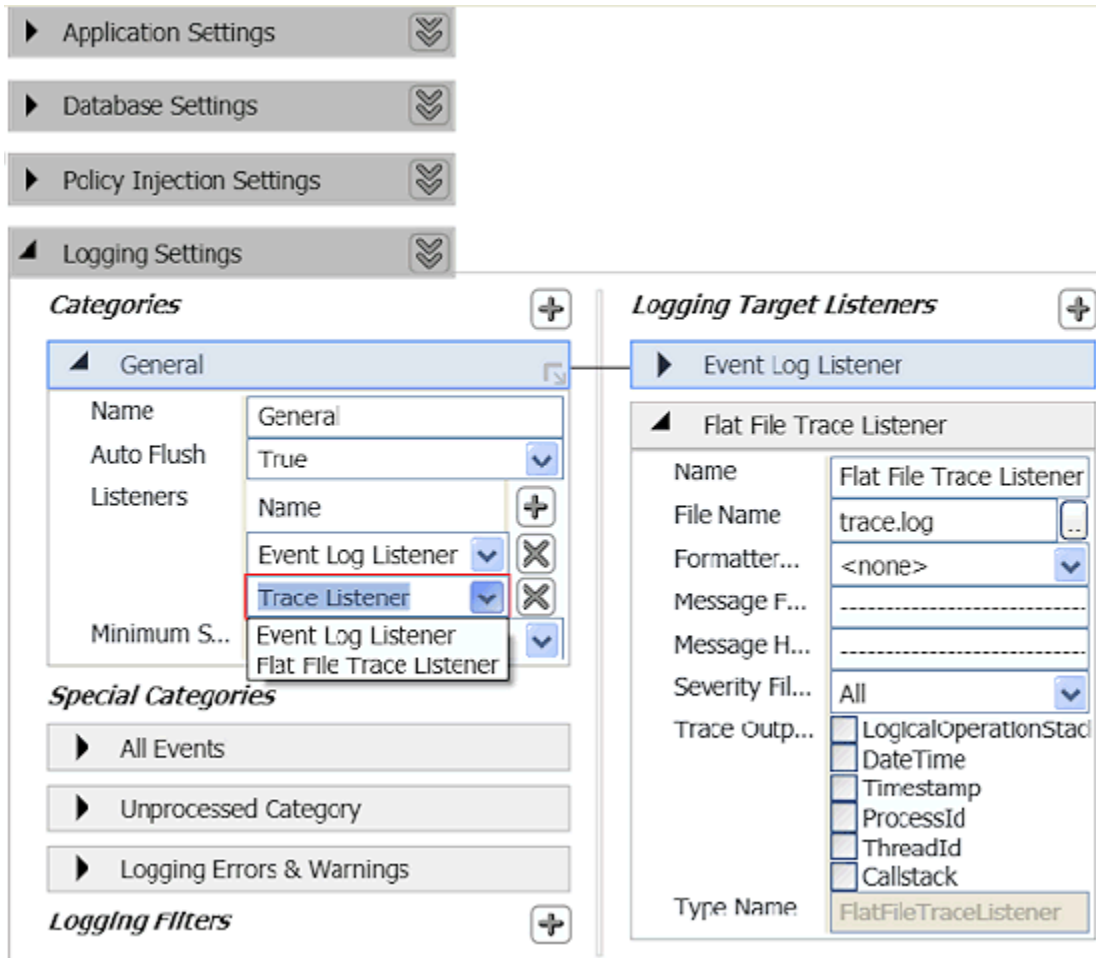 Application Settings
Database Settings
Policy Injection Settings
Logging Settings
Categories
General
Name
General
Auto Flush
True
Listeners
Name
Event Log Listener
Trace Listener
Minimum S...
Event Log Listener
Flat File Trace Listener
Special Categories
All Events
Unprocessed Category
Logging Errors & Warnings
Logging Filters
Logging Target Listeners
Event Log Listener
Flat File Trace Listener
Name
Flat File Trace Listener
File Name
trace.log
..
Formatter...
<none>
Message F...
Message H...
Severity Fil...
All
Trace Outp...
LogicalOperationStac
DateTime
Timestamp
ProcessId
ThreadId
Callstack
Type Name
FlatFileTraceListener